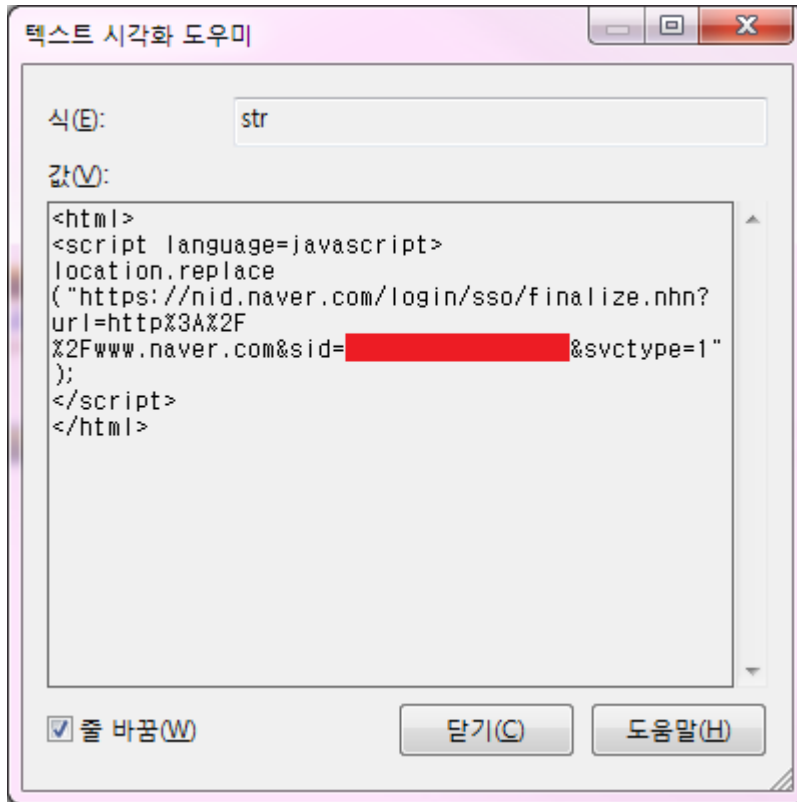 텍스트 시각화 도우미
식(E): str
값(V):
<html>
<script language=javascript>
location.replace
("https://nid.naver.com/login/sso/finalize.nhn?
url=http%3A%2F
%2Fwww.naver.com&sid= &svctype=1"
);
</script>
</html>
줄 바꿈(W) 닫기(C) 도움말(H)